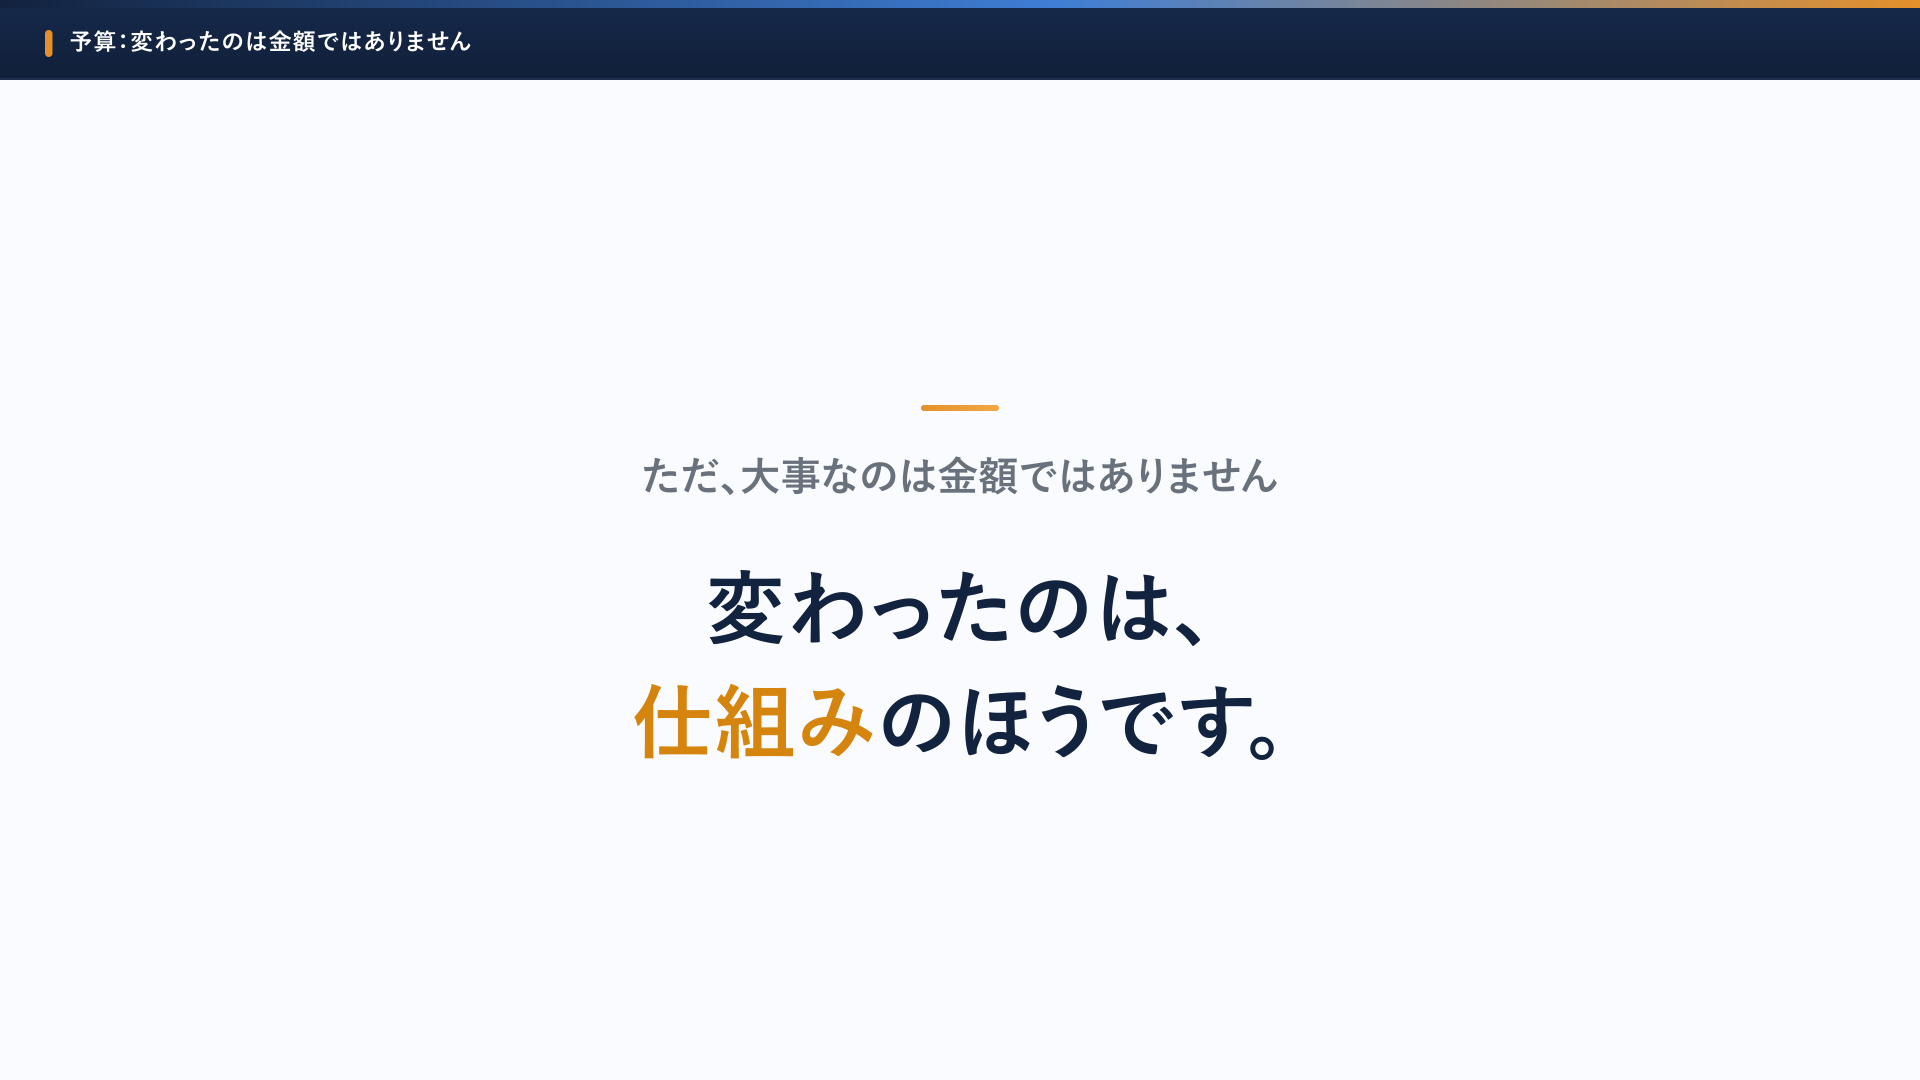 予算：変わったのは金額ではありません
ただ、大事なのは金額ではありません
変わったのは、
仕組みのほうです。